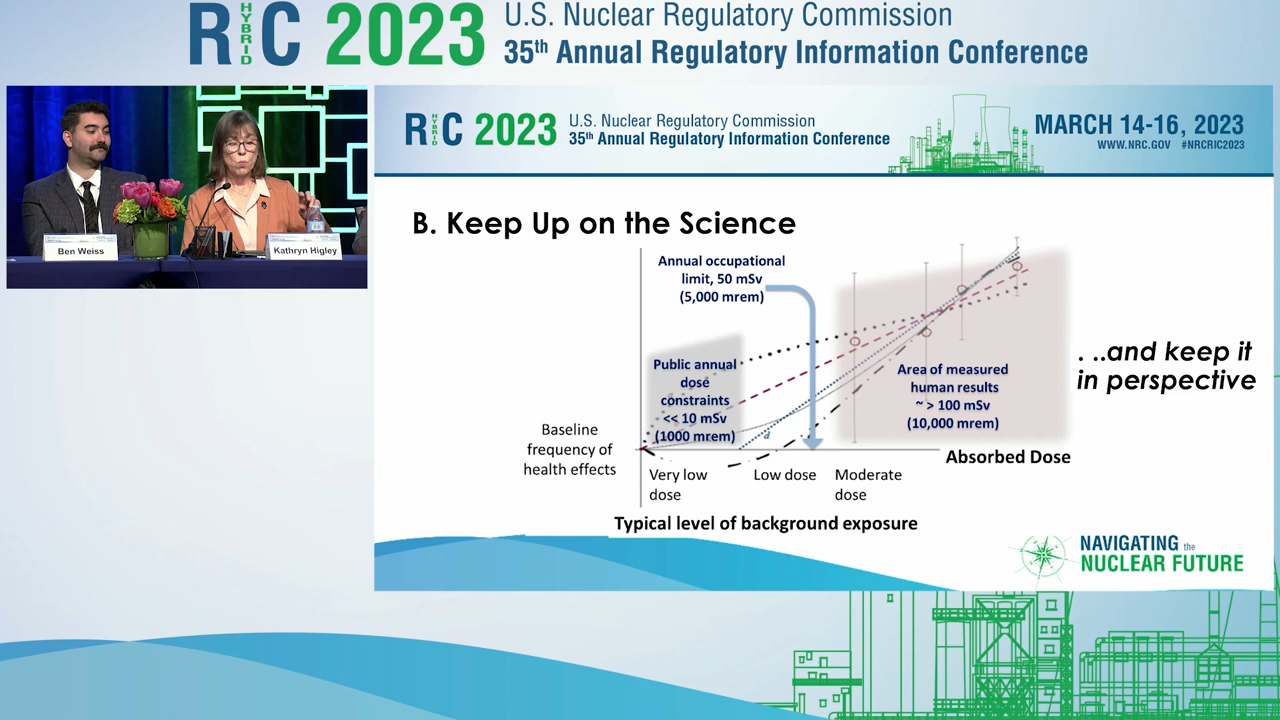 RIC 2023
HYBRID
U.S. Nuclear Regulatory Commission
35th Annual Regulatory Information Conference
Ben Weiss
Kathryn Higley
RIC 2023
HYBRID
U.S. Nuclear Regulatory Commission
35th Annual Regulatory Information Conference
MARCH 14-16, 2023
WWW.NRC.GOV #NRCRIC2023
B. Keep Up on the Science
Annual occupational
limit, 50 mSv
(5,000 mrem)
Public annual
dose
constraints
<< 10 mSv
(1000 mrem)
d
Area of measured
human results
~ > 100 mSv
(10,000 mrem)
. ..and keep it
in perspective
Baseline
frequency of
health effects
Absorbed Dose
Very low
dose
Low dose
Moderate
dose
Typical level of background exposure
NAVIGATING the
NUCLEAR FUTURE